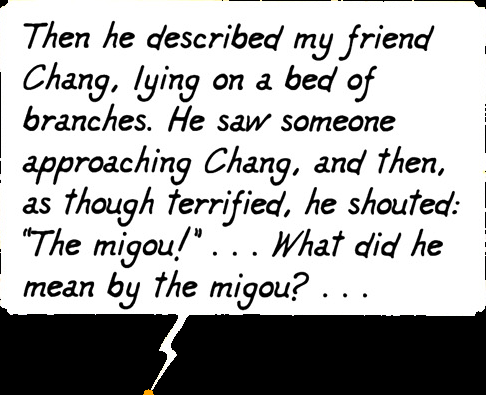 Then he described my friend
Chang, lying on a bed of
branches. He saw someone
approaching Chang, and then,
as though terrified, he shouted:
"The migou!" . . . What did he
mean by the migou? . . .